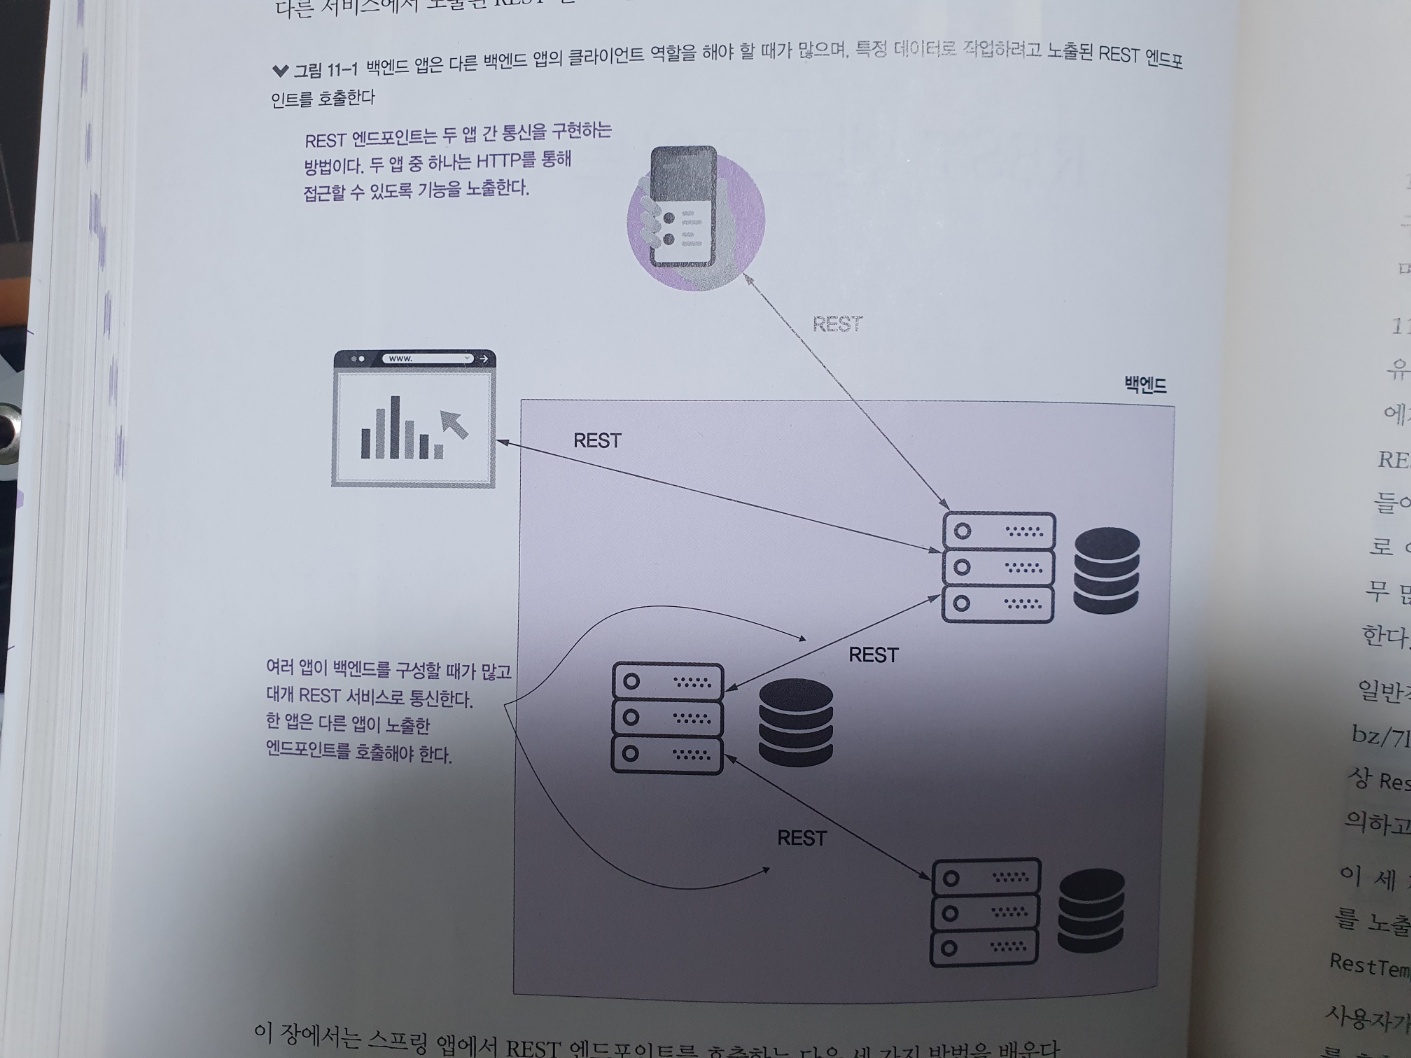 다른 서비스에서 노출된 REST
그림 11-1 백엔드 앱은 다른 백엔드 앱의 클라이언트 역할을 해야 할 때가 많으며, 특정 데이터로 작업하려고 노출된 REST 엔드포
인트를 호출한다
REST 엔드포인트는 두 앱 간 통신을 구현하는
방법이다. 두 앱 중 하나는 HTTP를 통해
접근할 수 있도록 기능을 노출한다.
REST
www.
백엔드
REST
REST
여러 앱이 백엔드를 구성할 때가 많고
대개 REST 서비스로 통신한다.
한 앱은 다른 앱이 노출한
엔드포인트를 호출해야 한다.
REST
이 장에서는 스프링 앱에서 REST 엔드포인트를 호출하는 다음 세 가지 방법을 배운다
11
유
에
RE
들어
로
무
한다.
일반적
bz/7
상 Res
의하고
이 세
를 노출
RestTem
사용자가